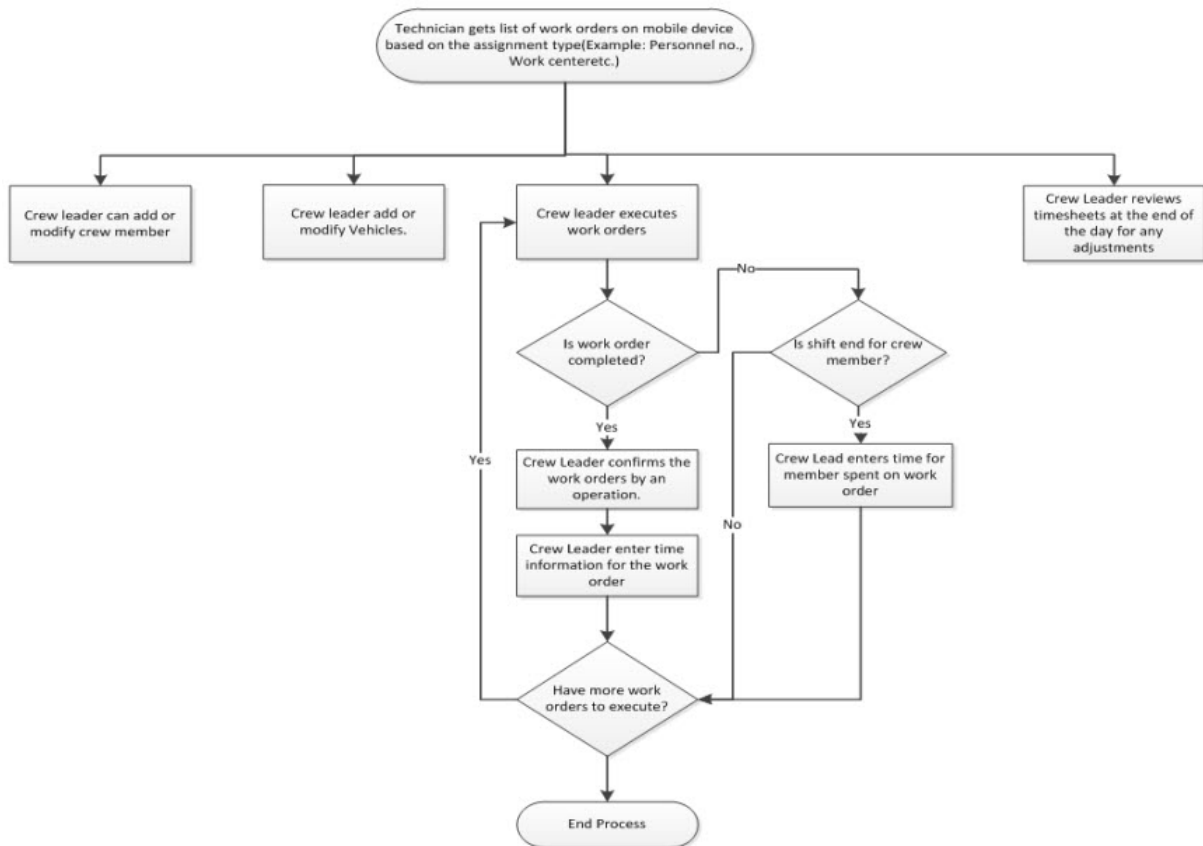 Technician gets list of work orders on mobile device
based on the assignment type(Example: Personnel no.,
Work centeretc.)
Crew leader can add or
modify crew member
Crew leader add or
modify Vehicles.
Crew leader executes
work orders
Crew Leader reviews
timesheets at the end of
the day for any
adjustments
No
Is work order
completed?
Is shift end for crew
member?
Yes
Yes
Yes
Crew Leader confirms the
work orders by an
operation.
Crew Lead enters time for
member spent on work
order
No
Crew Leader enter time
information for the work
order
Have more work
orders to execute?
End Process